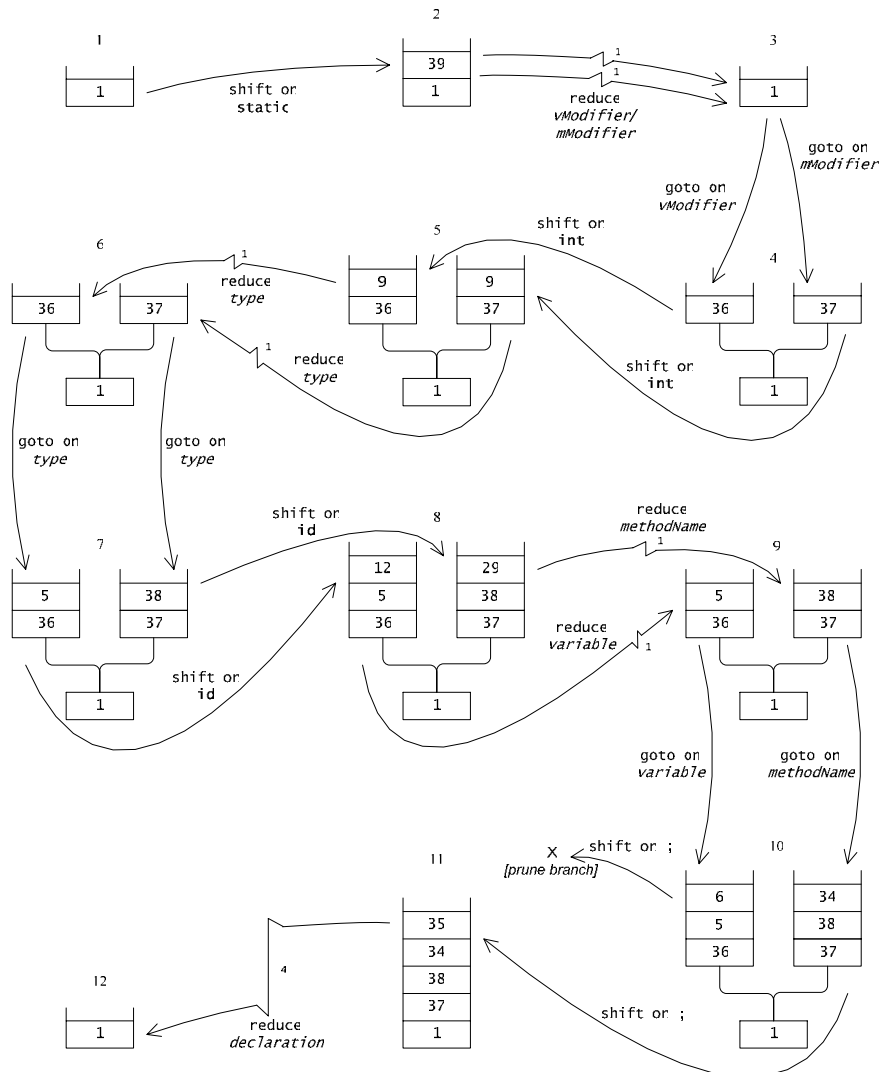 1
2
3
1
39
1
1
shift on
static
1
1
reduce
vModifier/
mModifier
goto on
vModifier
goto on
mModifier
6
5
4
36
37
1
1
reduce
type
1
reduce
type
9
36
9
37
1
shift on
int
shift on
int
36
37
1
goto on
type
goto on
type
7
8
9
5
36
38
37
1
shift on
id
shift on
id
12
5
36
29
38
37
1
reduce
methodName
1
reduce
variable
1
5
36
38
37
1
goto on
variable
goto on
methodName
10
11
12
X
[prune branch]
shift on ;
6
5
36
34
38
37
1
shift on ;
35
34
38
37
1
4
reduce
declaration
1